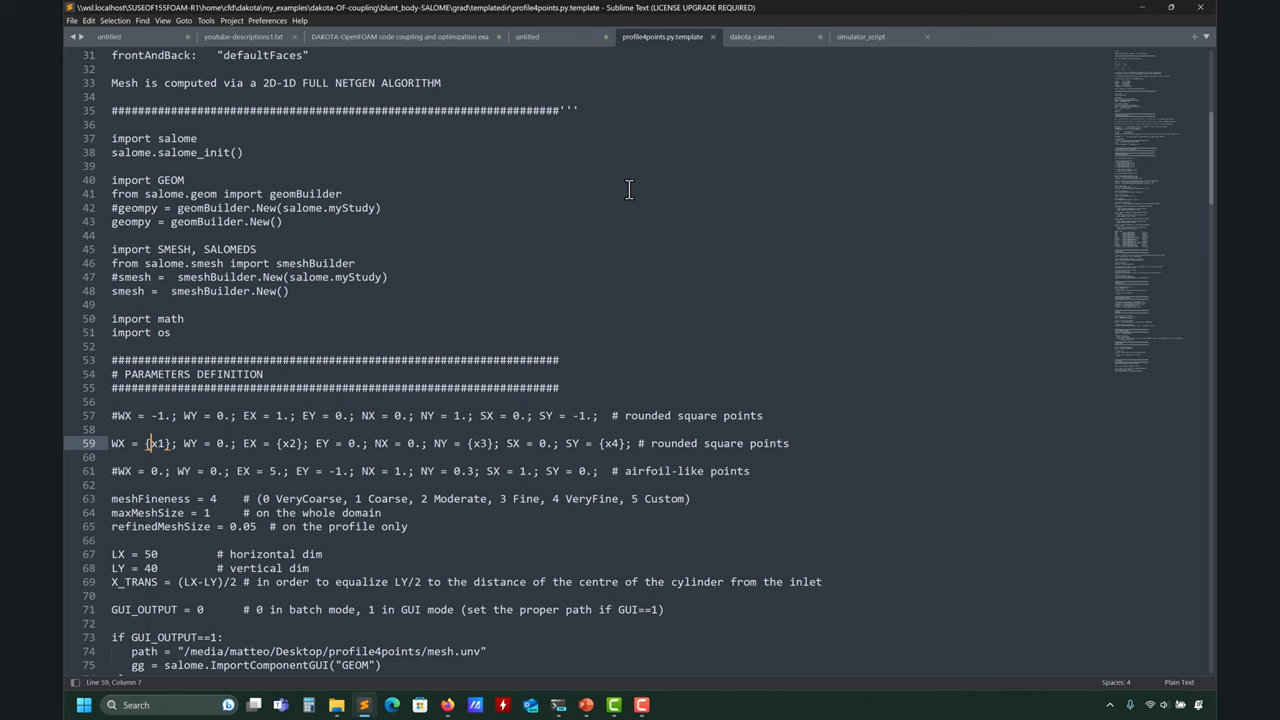 \\wsl.localhost\SUSEOF155FOAM-R1\home\cfd\dakota\my_examples\dakota-OF-coupling\blunt_body-SALOME\grad\templatedir\profile4points.py.template - Sublime Text (LICENSE UPGRADE REQUIRED)
File Edit Selection Find View Goto Tools Project Preferences Help
untitled youtube-descriptions1.txt DAKOTA-OpenFOAM code coupling and optimization exa untitled profile4points.py.template dakota_case.in simulator_script
31 frontAndBack: "defaultFaces"
32
33 Mesh is computed via a 2D-1D FULL NETGEN ALGORITHM
34
35 ####################################################################'''
36
37 import salome
38 salome.salome_init()
39
40 import GEOM
41 from salome.geom import geomBuilder
42 #geompy = geomBuilder.New(salome.myStudy)
43 geompy = geomBuilder.New()
44
45 import SMESH, SALOMEDS
46 from salome.smesh import smeshBuilder
47 #smesh =  smeshBuilder.New(salome.myStudy)
48 smesh =  smeshBuilder.New()
49
50 import math
51 import os
52
53 ####################################################################
54 # PARAMETERS DEFINITION
55 ####################################################################
56
57 #WX = -1.; WY = 0.; EX = 1.; EY = 0.; NX = 0.; NY = 1.; SX = 0.; SY = -1.;  # rounded square points
58
59 WX = {x1}; WY = 0.; EX = {x2}; EY = 0.; NX = 0.; NY = {x3}; SX = 0.; SY = {x4}; # rounded square points
60
61 #WX = 0.; WY = 0.; EX = 5.; EY = -1.; NX = 1.; NY = 0.3; SX = 1.; SY = 0.;  # airfoil-like points
62
63 meshFineness = 4    # (0 VeryCoarse, 1 Coarse, 2 Moderate, 3 Fine, 4 VeryFine, 5 Custom)
64 maxMeshSize = 1     # on the whole domain
65 refinedMeshSize = 0.05  # on the profile only
66
67 LX = 50         # horizontal dim
68 LY = 40         # vertical dim
69 X_TRANS = (LX-LY)/2 # in order to equalize LY/2 to the distance of the centre of the cylinder from the inlet
70
71 GUI_OUTPUT = 0      # 0 in batch mode, 1 in GUI mode (set the proper path if GUI==1)
72
73 if GUI_OUTPUT==1:
74    path = "/media/matteo/Desktop/profile4points/mesh.unv"
75    gg = salome.ImportComponentGUI("GEOM")
Line 59, Column 7 Spaces: 4 Plain Text
Search